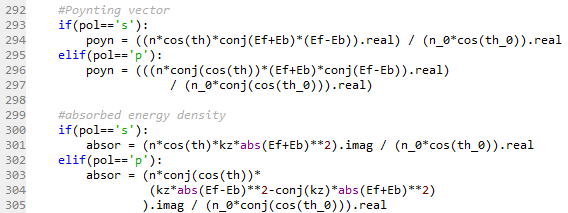 292 #Poynting vector
293 if(pol=='s'):
294 poyn = ((n*cos(th)*conj(Ef+Eb)*(Ef-Eb)).real) / (n_0*cos(th_0)).real
295 elif(pol=='p'):
296 poyn = (((n*conj(cos(th))*(Ef+Eb)*conj(Ef-Eb)).real)
297 / (n_0*conj(cos(th_0))).real)
298
299 #absorbed energy density
300 if(pol=='s'):
301 absor = (n*cos(th)*kz*abs(Ef+Eb)**2).imag / (n_0*cos(th_0)).real
302 elif(pol=='p'):
303 absor = (n*conj(cos(th))*
304 (kz*abs(Ef-Eb)**2-conj(kz)*abs(Ef+Eb)**2)
305 ).imag / (n_0*conj(cos(th_0))).real